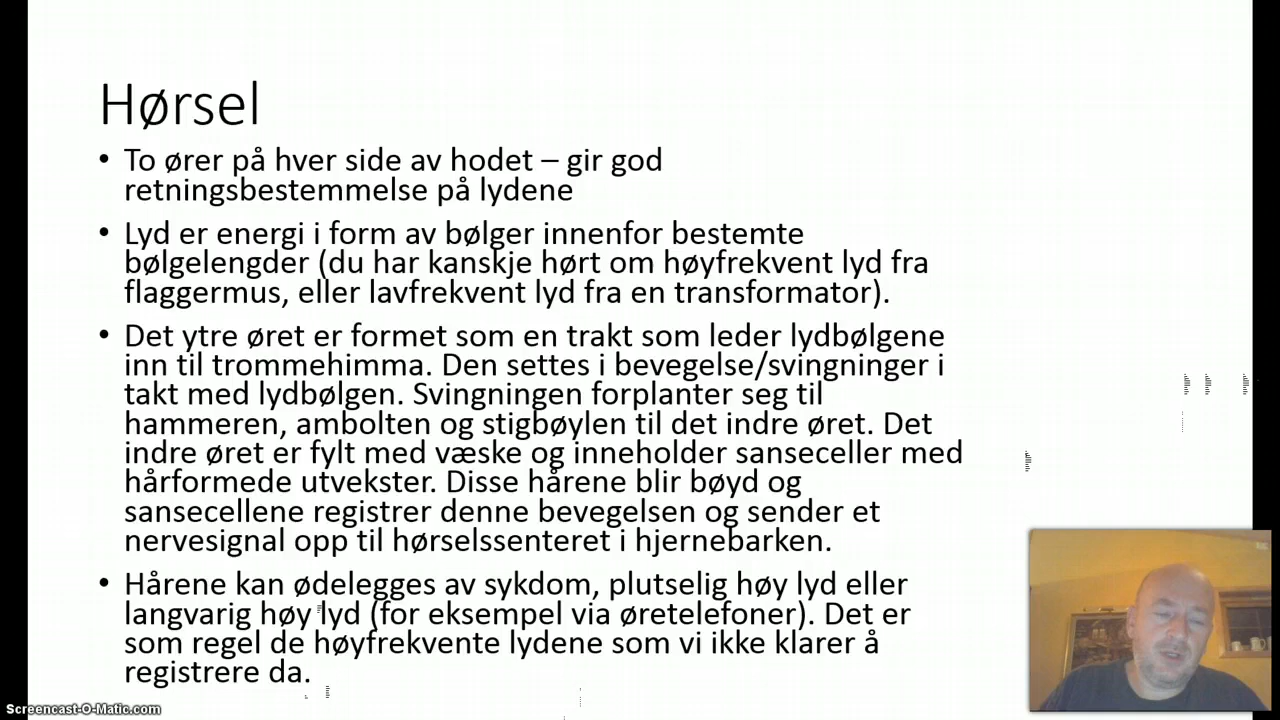 Hørsel
• To ører på hver side av hodet – gir god
retningsbestemmelse på lydene
• Lyd er energi i form av bølger innenfor bestemte
bølgelengder (du har kanskje hørt om høyfrekvent lyd fra
flaggermus, eller lavfrekvent lyd fra en transformator).
• Det ytre øret er formet som en trakt som leder lydbølgene
inn til trommehimma. Den settes i bevegelse/svingninger i
takt med lydbølgen. Svingningen forplanter seg til
hammeren, ambolten og stigbøylen til det indre øret. Det
indre øret er fylt med væske og inneholder sanseceller med
hårformede utvekster. Disse hårene blir bøyd og
sansecellene registrer denne bevegelsen og sender et
nervesignal opp til hørselssenteret i hjernebarken.
• Hårene kan ødelegges av sykdom, plutselig høy lyd eller
langvarig høy lyd (for eksempel via øretelefoner). Det er
som regel de høyfrekvente lydene som vi ikke klarer å
registrere da.
Screencast-O-Matic.com